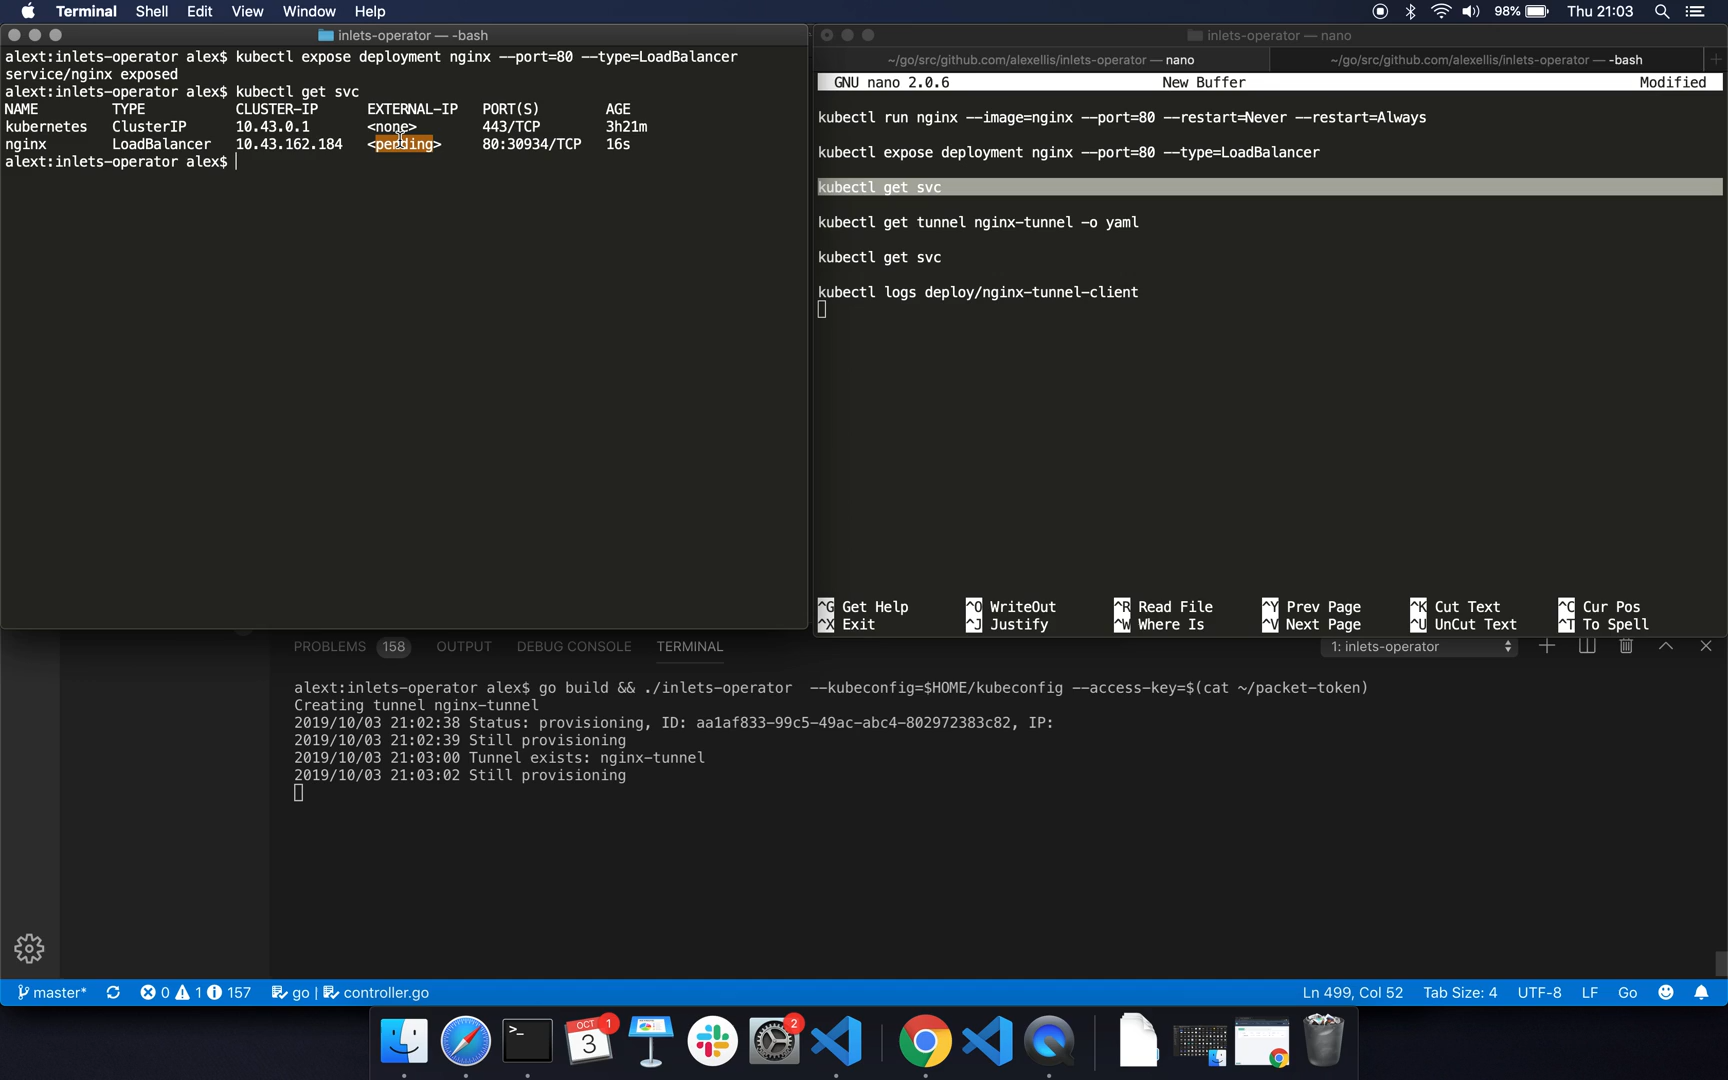 Terminal Shell Edit View Window Help
98% Thu 21:03
inlets-operator — -bash
alext:inlets-operator alex$ kubectl expose deployment nginx --port=80 --type=LoadBalancer
service/nginx exposed
alext:inlets-operator alex$ kubectl get svc
NAME TYPE CLUSTER-IP EXTERNAL-IP PORT(S) AGE
kubernetes ClusterIP 10.43.0.1 <none> 443/TCP 3h21m
nginx LoadBalancer 10.43.162.184 <pending> 80:30934/TCP 16s
alext:inlets-operator alex$
inlets-operator — nano
~/go/src/github.com/alexellis/inlets-operator — nano
~/go/src/github.com/alexellis/inlets-operator — -bash
GNU nano 2.0.6 New Buffer Modified
kubectl run nginx --image=nginx --port=80 --restart=Never --restart=Always
kubectl expose deployment nginx --port=80 --type=LoadBalancer
kubectl get svc
kubectl get tunnel nginx-tunnel -o yaml
kubectl get svc
kubectl logs deploy/nginx-tunnel-client
^G Get Help ^O WriteOut ^R Read File ^Y Prev Page ^K Cut Text ^C Cur Pos
^X Exit ^J Justify ^W Where Is ^V Next Page ^U UnCut Text ^T To Spell
PROBLEMS 158 OUTPUT DEBUG CONSOLE TERMINAL
1: inlets-operator
alext:inlets-operator alex$ go build && ./inlets-operator --kubeconfig=$HOME/kubeconfig --access-key=$(cat ~/packet-token)
Creating tunnel nginx-tunnel
2019/10/03 21:02:38 Status: provisioning, ID: aa1af833-99c5-49ac-abc4-802972383c82, IP:
2019/10/03 21:02:39 Still provisioning
2019/10/03 21:03:00 Tunnel exists: nginx-tunnel
2019/10/03 21:03:02 Still provisioning
master* 0 1 157 go | controller.go
Ln 499, Col 52 Tab Size: 4 UTF-8 LF Go
>_
OCT
3
1
2